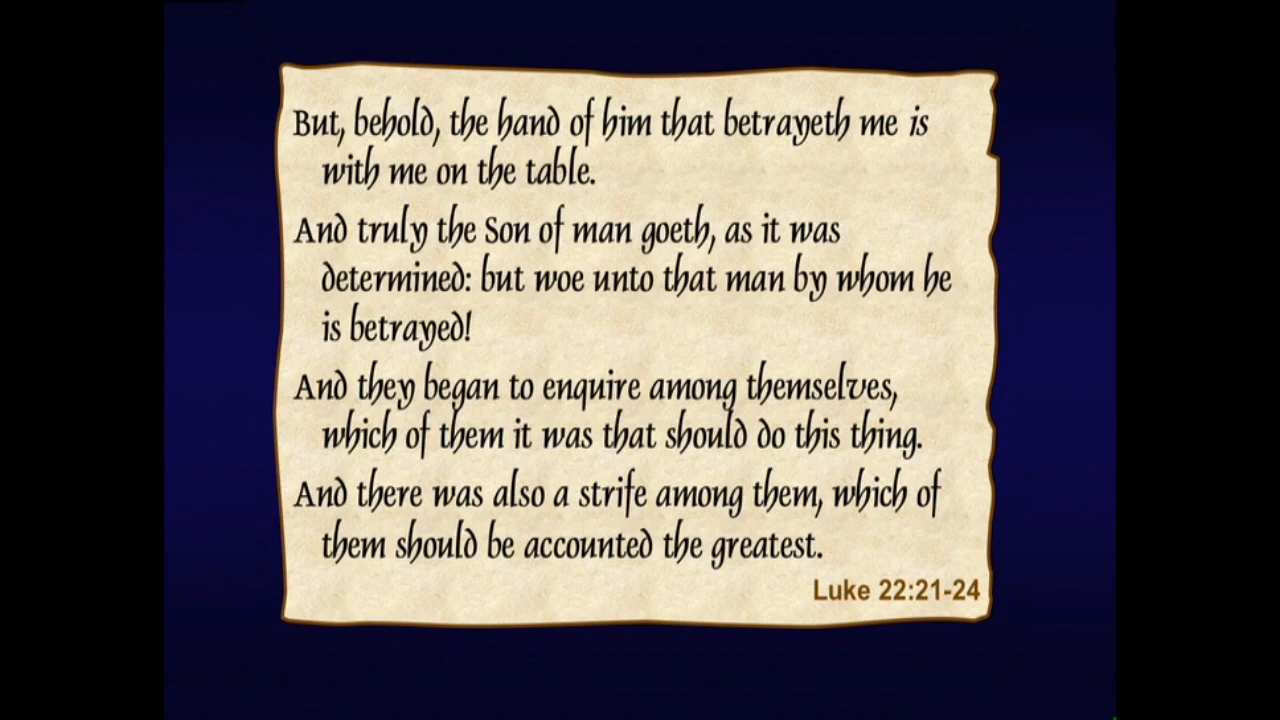 But, behold, the hand of him that betrayeth me is
with me on the table.
And truly the Son of man goeth, as it was
determined: but woe unto that man by whom he
is betrayed!
And they began to enquire among themselves,
which of them it was that should do this thing.
And there was also a strife among them, which of
them should be accounted the greatest.
Luke 22:21-24